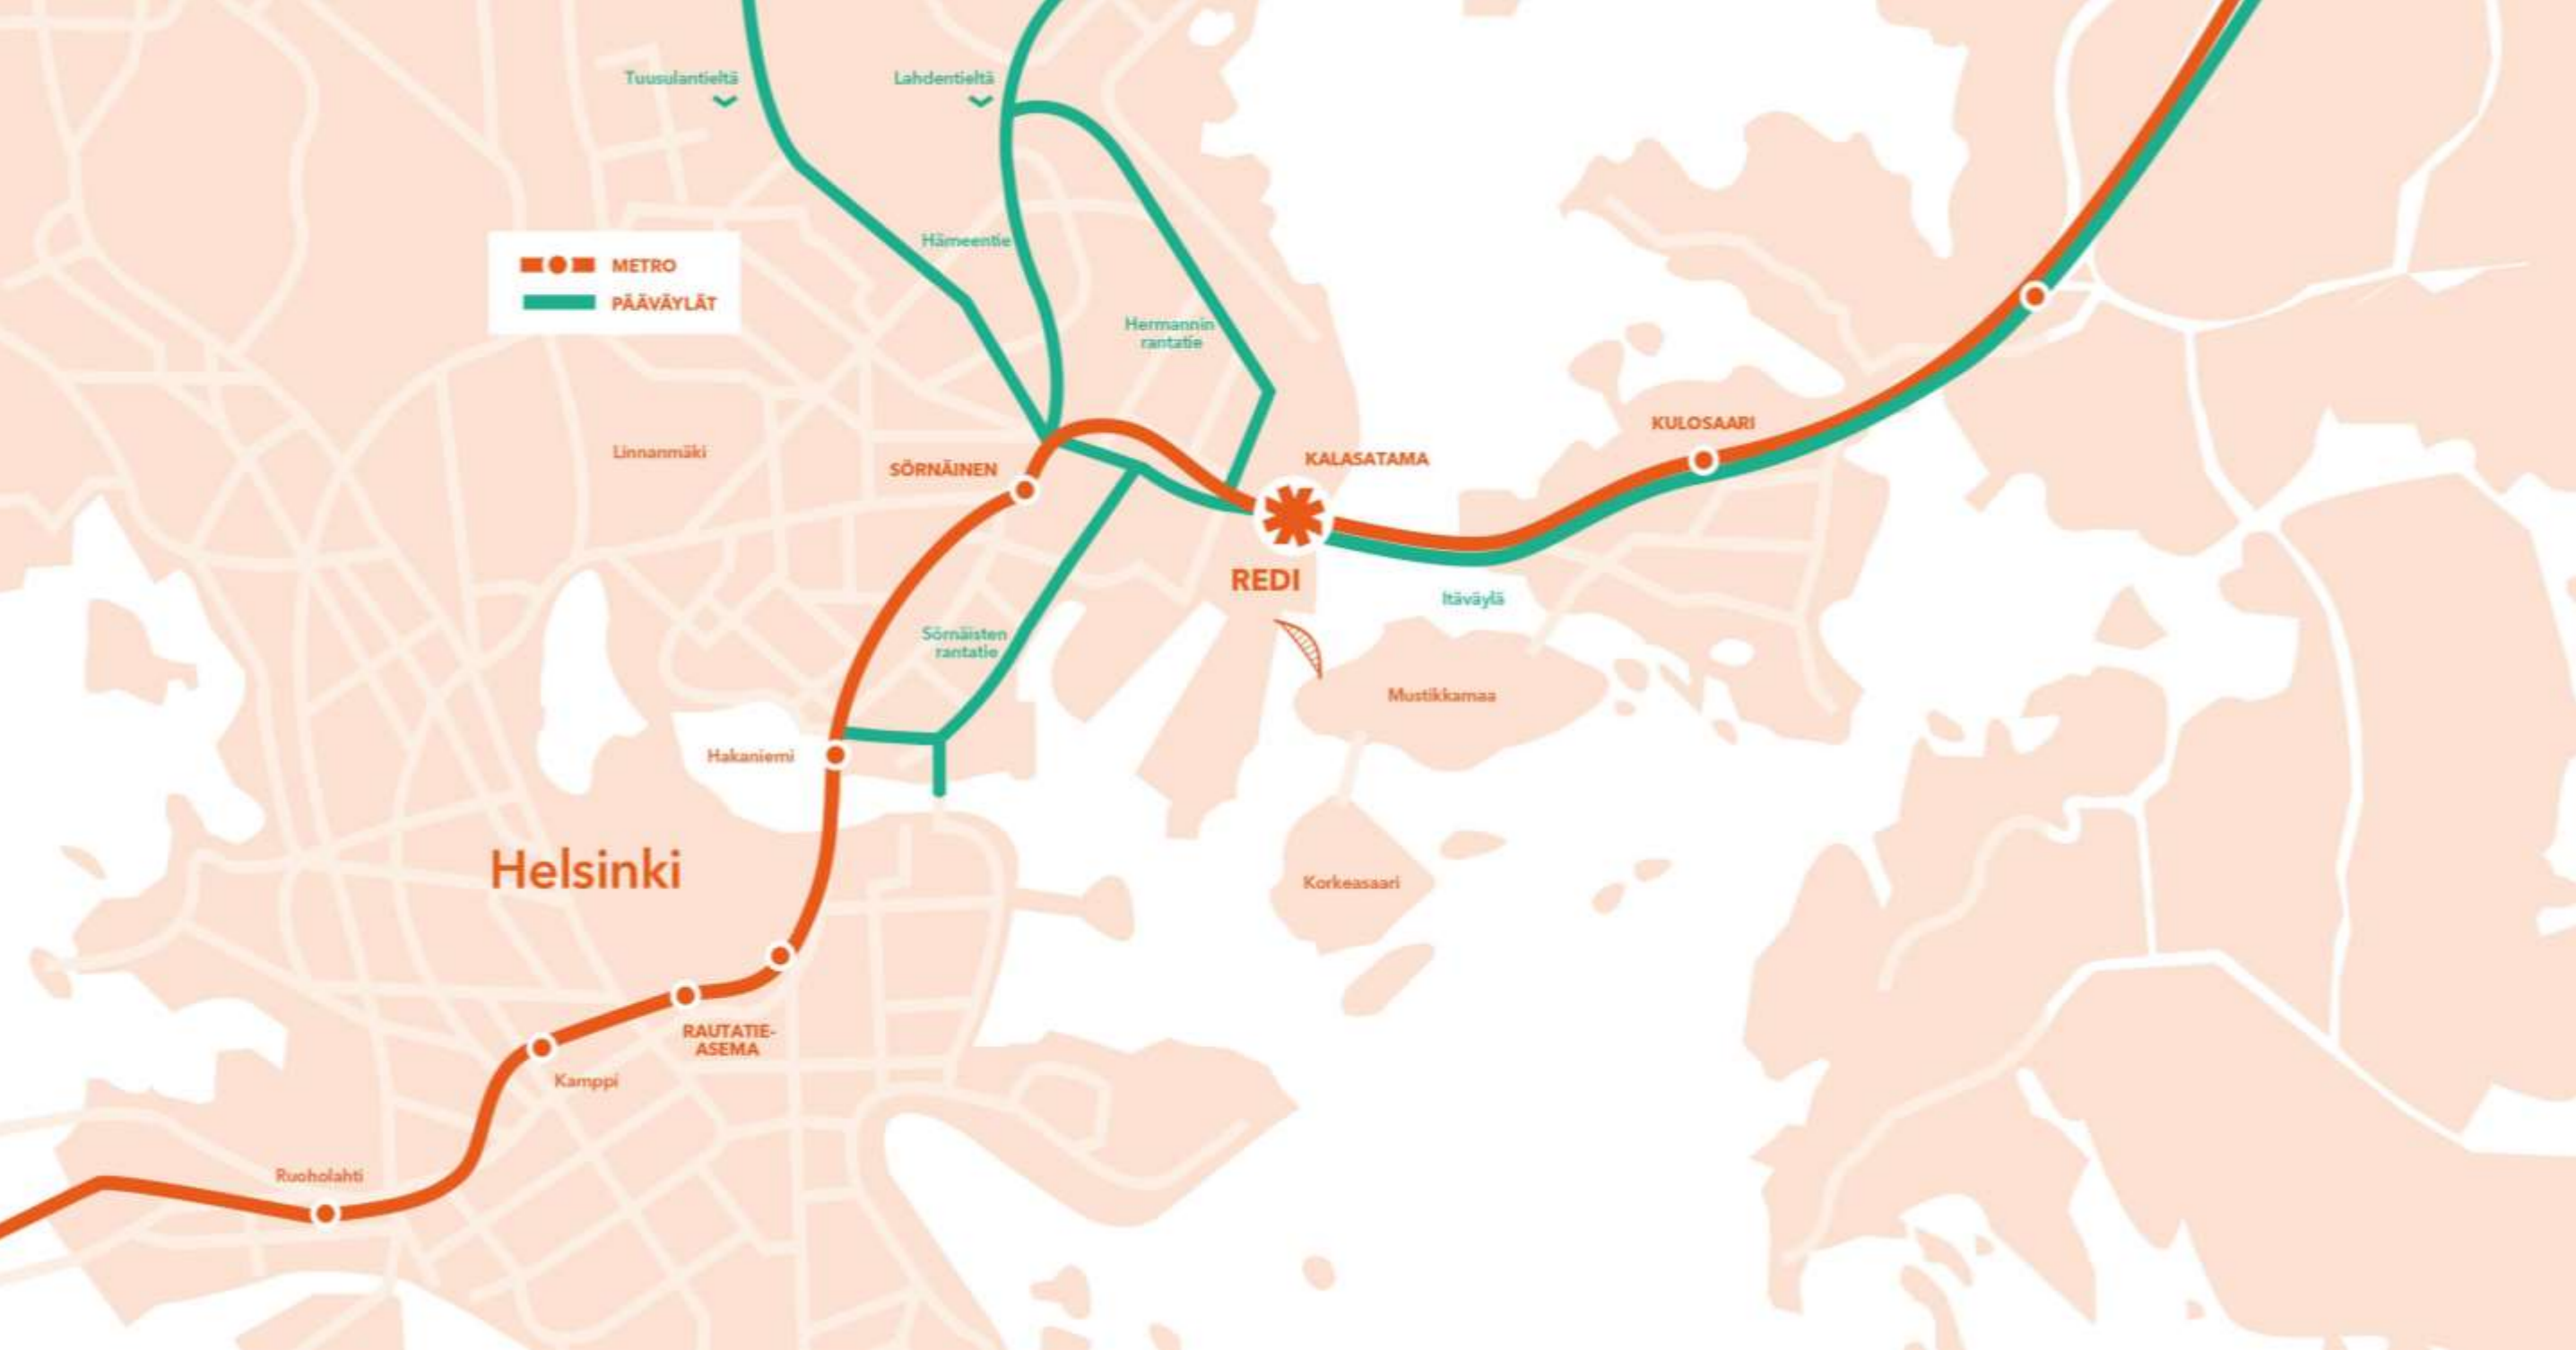 Tuusulantieltä
Lahdentieltä
Hämeentie
METRO
PÄÄVÄYLÄT
Hermannin
rantatie
KULOSAARI
Linnanmäki
SÖRNÄINEN
KALASATAMA
REDI
Itäväylä
Sörnäisten
rantatie
Mustikkamaa
Hakaniemi
Helsinki
Korkeasaari
RAUTATIE-
ASEMA
Kamppi
Ruoholahti